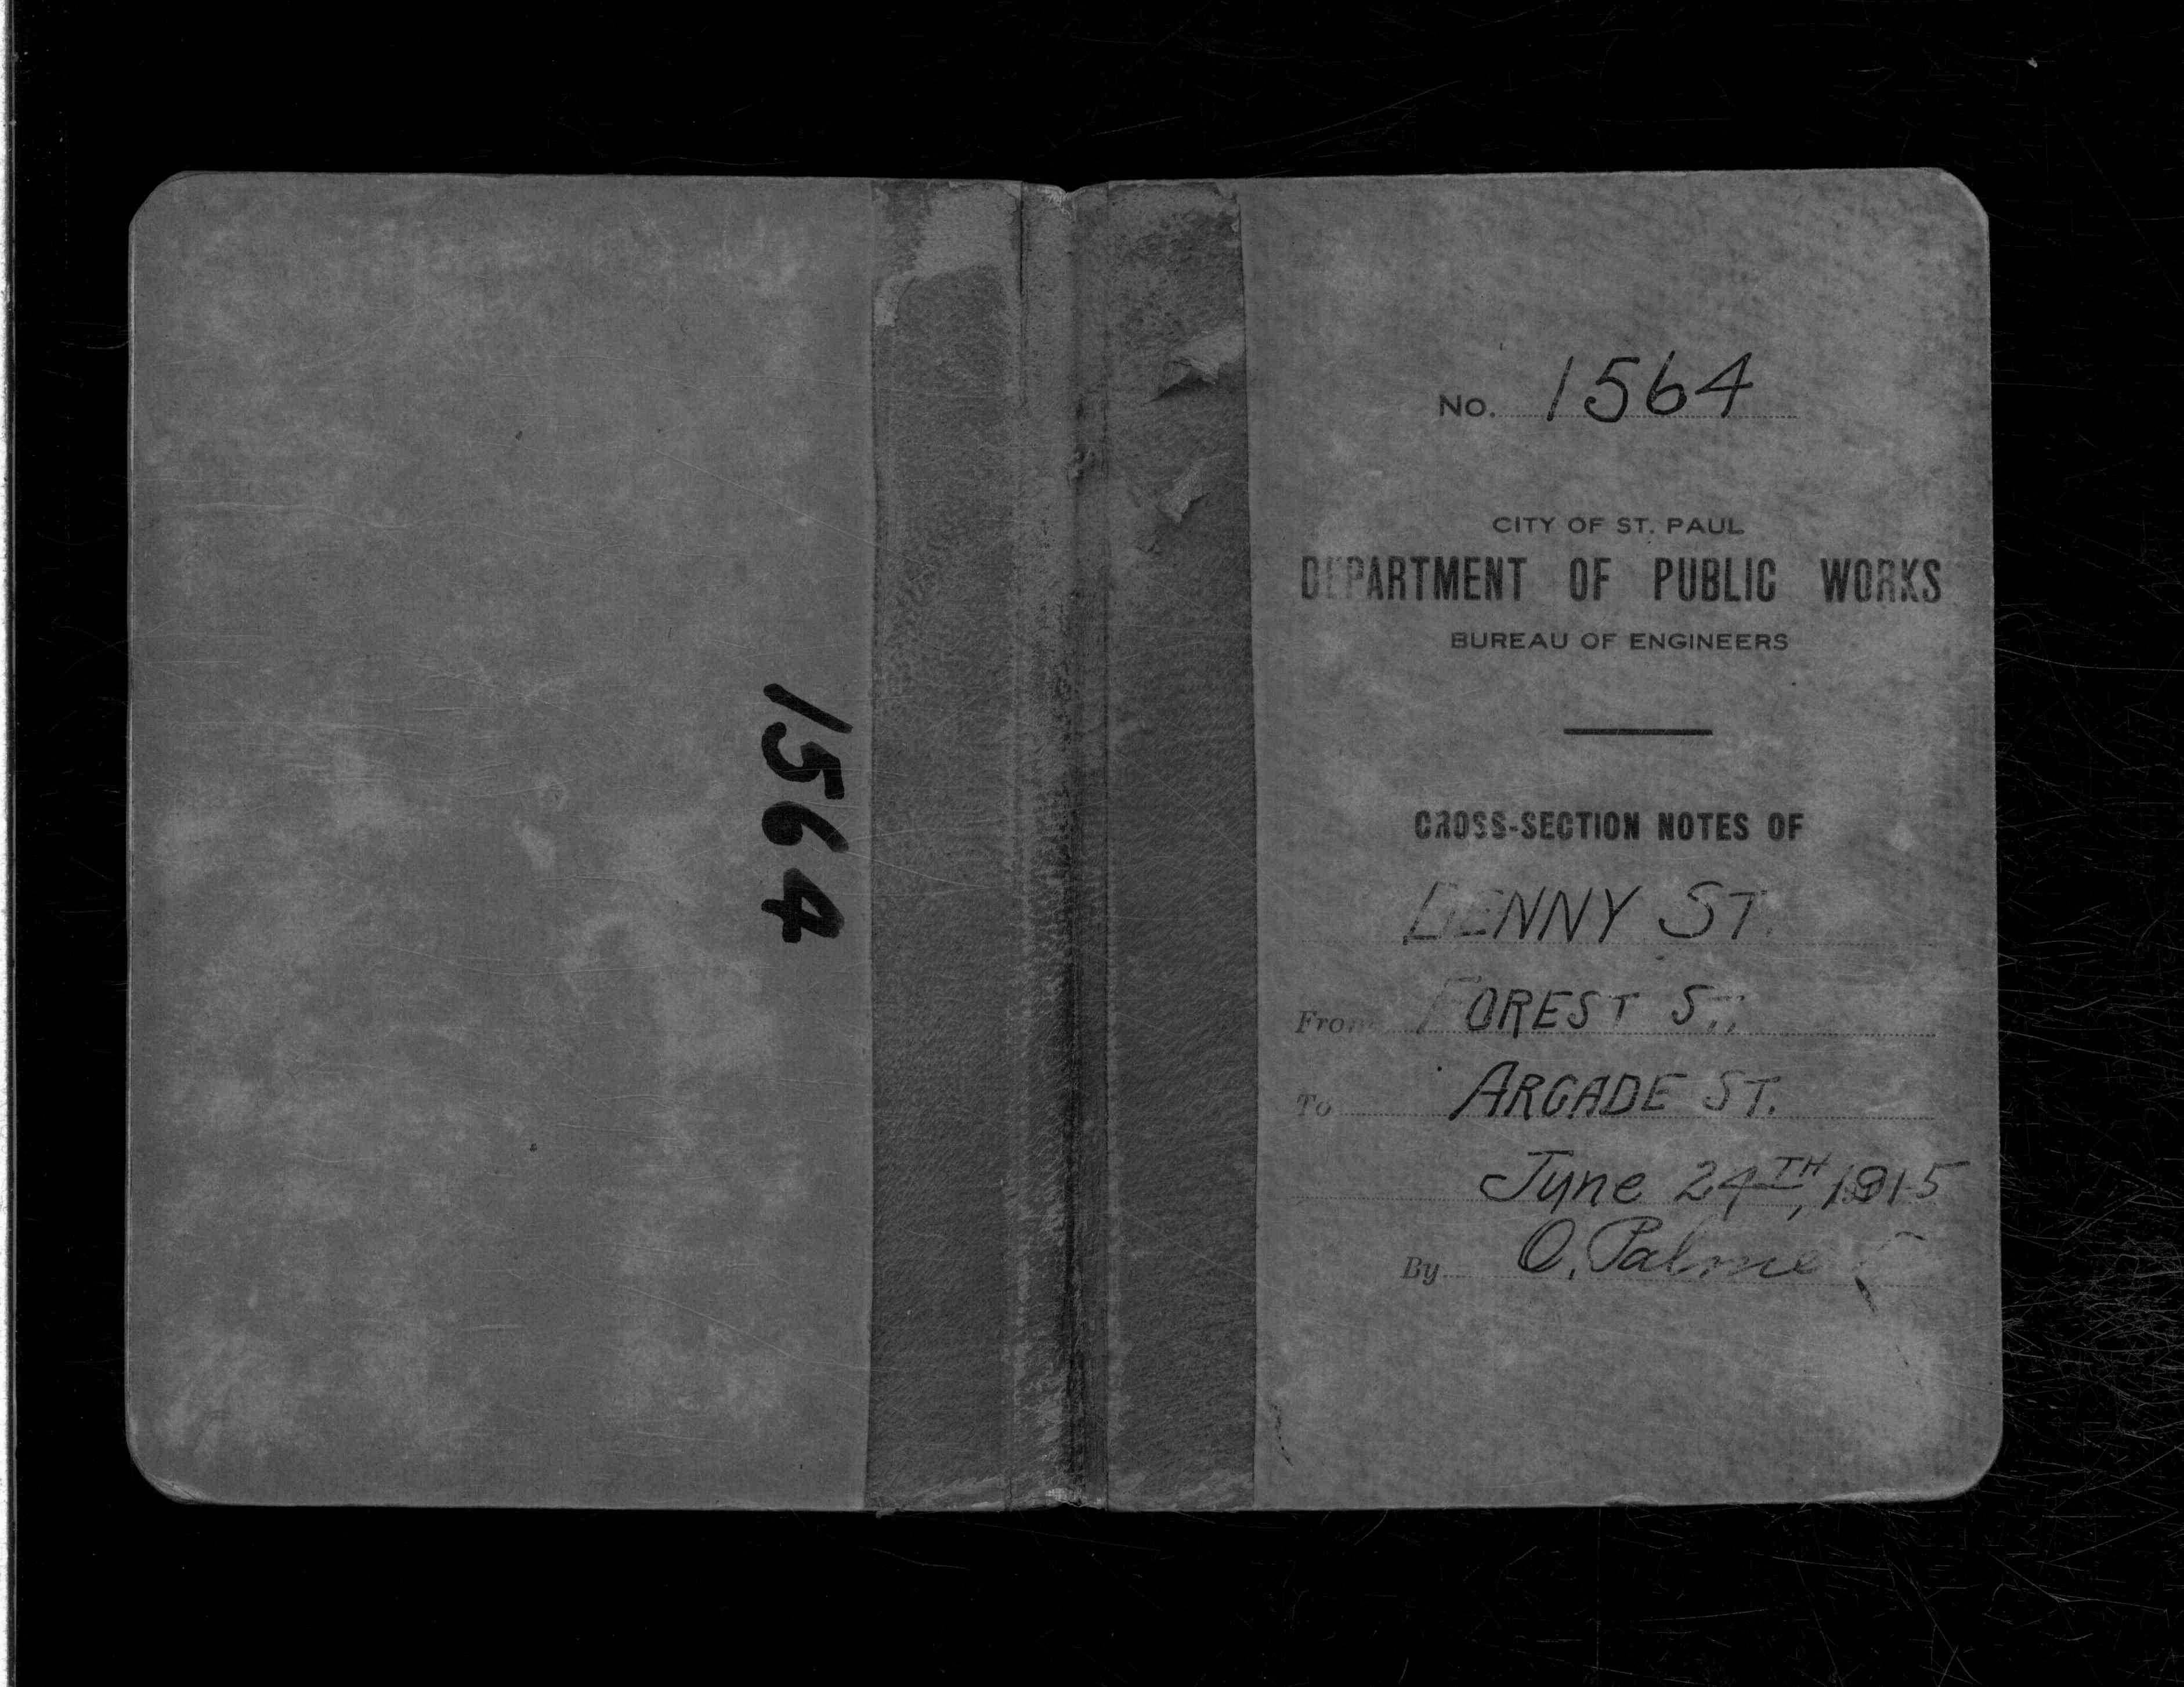 1564
No. 1564
CITY OF ST. PAUL
DEPARTMENT OF PUBLIC WORKS
BUREAU OF ENGINEERS
CROSS-SECTION NOTES OF
DENNY ST.
From FOREST ST.
To ARCADE ST.
June 24TH, 1915
By O. Palmer